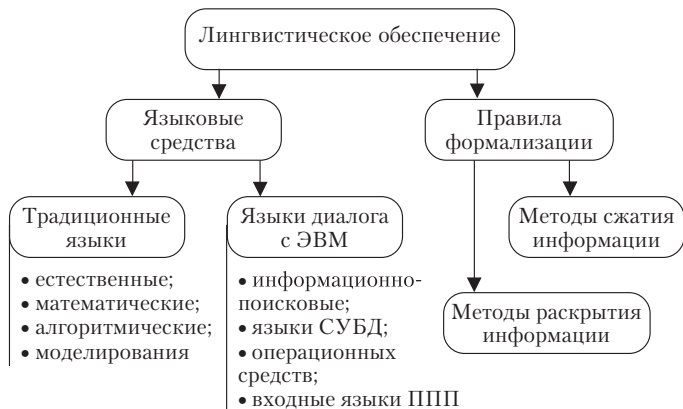 Лингвистическое обеспечение
Языковые
средства
Правила
формализации
Традиционные
языки
Языки диалога
с ЭВМ
Методы сжатия
информации
• естественные;
• математические;
• алгоритмические;
• моделирования
• информационно-
поисковые;
• языки СУБД;
• операционных
средств;
• входные языки ППП
Методы раскрытия
информации